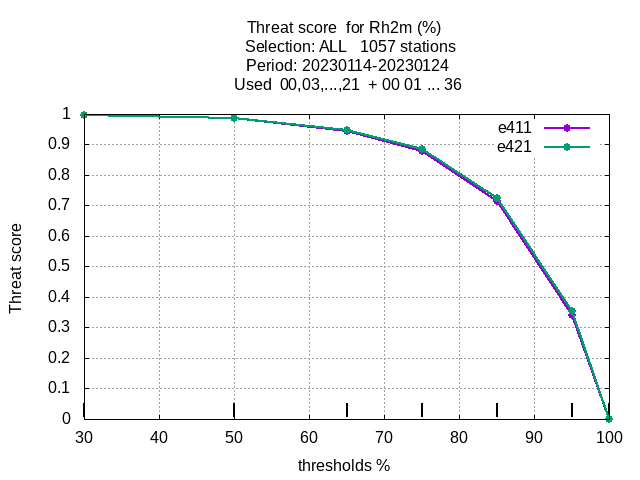 Threat score  for Rh2m (%)
Selection: ALL   1057 stations
Period: 20230114-20230124
Used  00,03,...,21  + 00 01 ... 36
e411
e421
1
0.9
0.8
0.7
0.6
0.5
0.4
0.3
0.2
0.1
0
Threat score
30 40 50 60 70 80 90 100
thresholds %